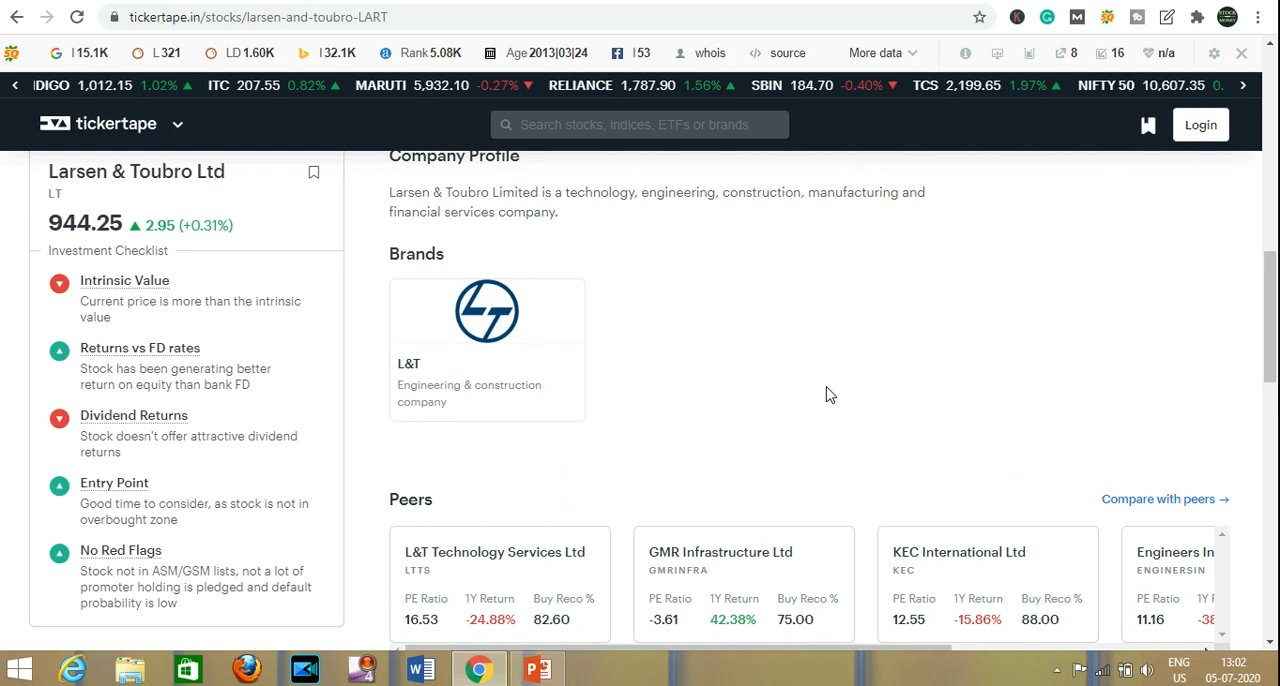 tickertape.in/stocks/larsen-and-toubro-LART
I 15.1K L 321 LD 1.60K I 32.1K Rank 5.08K Age 2013|03|24 I 53 whois source More data 8 16 n/a
DIGO 1,012.15 1.02% ▲ ITC 207.55 0.82% ▲ MARUTI 5,932.10 -0.27% ▼ RELIANCE 1,787.90 1.56% ▲ SBIN 184.70 -0.40% ▼ TCS 2,199.65 1.97% ▲ NIFTY 50 10,607.35 0.
tickertape Search stocks, indices, ETFs or brands Login
Larsen & Toubro Ltd
LT
944.25 ▲ 2.95 (+0.31%)
Investment Checklist
Intrinsic Value
Current price is more than the intrinsic
value
Returns vs FD rates
Stock has been generating better
return on equity than bank FD
Dividend Returns
Stock doesn't offer attractive dividend
returns
Entry Point
Good time to consider, as stock is not in
overbought zone
No Red Flags
Stock not in ASM/GSM lists, not a lot of
promoter holding is pledged and default
probability is low
Company Profile
Larsen & Toubro Limited is a technology, engineering, construction, manufacturing and
financial services company.
Brands
LT
L&T
Engineering & construction
company
Peers Compare with peers →
L&T Technology Services Ltd
LTTS
PE Ratio 1Y Return Buy Reco %
16.53 -24.88% 82.60
GMR Infrastructure Ltd
GMRINFRA
PE Ratio 1Y Return Buy Reco %
-3.61 42.38% 75.00
KEC International Ltd
KEC
PE Ratio 1Y Return Buy Reco %
12.55 -15.86% 88.00
Engineers In
ENGINERSIN
PE Ratio 1Y R
11.16 -38
ENG 13:02
US 05-07-2020